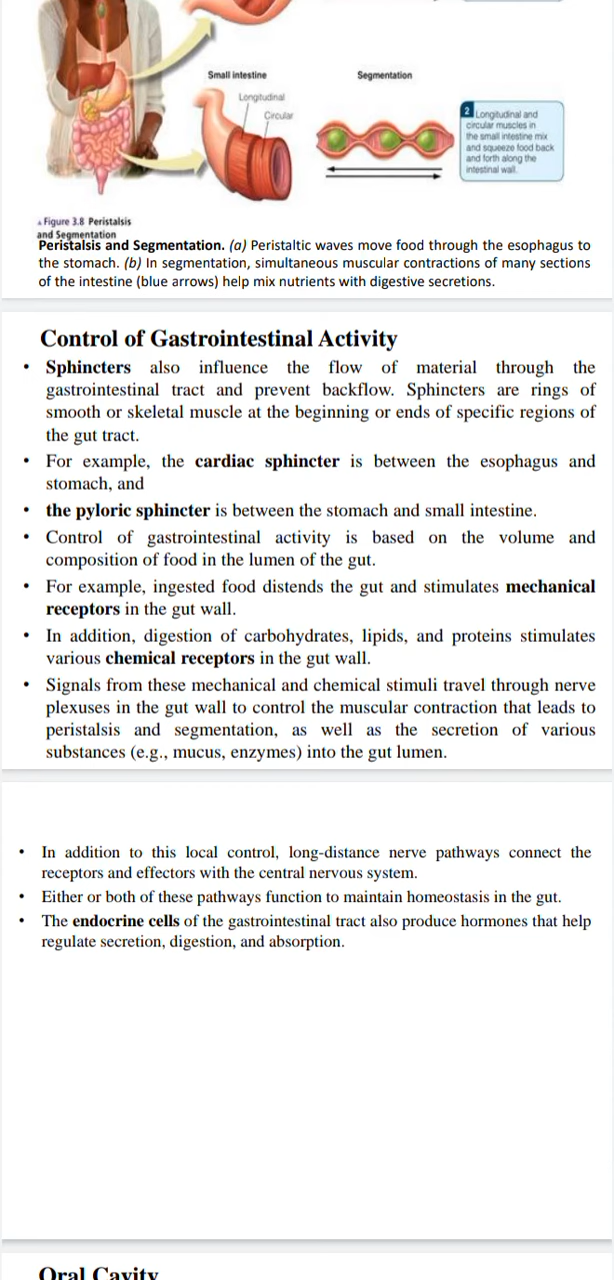 Small intestine
Segmentation
Longitudinal
Circular
2 Longitudinal and
circular muscles in
the small intestine mix
and squeeze food back
and forth along the
intestinal wall.
Figure 3.8 Peristalsis
and Segmentation
Peristalsis and Segmentation. (a) Peristaltic waves move food through the esophagus to
the stomach. (b) In segmentation, simultaneous muscular contractions of many sections
of the intestine (blue arrows) help mix nutrients with digestive secretions.
Control of Gastrointestinal Activity
• Sphincters also influence the flow of material through the
gastrointestinal tract and prevent backflow. Sphincters are rings of
smooth or skeletal muscle at the beginning or ends of specific regions of
the gut tract.
• For example, the cardiac sphincter is between the esophagus and
stomach, and
• the pyloric sphincter is between the stomach and small intestine.
• Control of gastrointestinal activity is based on the volume and
composition of food in the lumen of the gut.
• For example, ingested food distends the gut and stimulates mechanical
receptors in the gut wall.
• In addition, digestion of carbohydrates, lipids, and proteins stimulates
various chemical receptors in the gut wall.
• Signals from these mechanical and chemical stimuli travel through nerve
plexuses in the gut wall to control the muscular contraction that leads to
peristalsis and segmentation, as well as the secretion of various
substances (e.g., mucus, enzymes) into the gut lumen.
• In addition to this local control, long-distance nerve pathways connect the
receptors and effectors with the central nervous system.
• Either or both of these pathways function to maintain homeostasis in the gut.
• The endocrine cells of the gastrointestinal tract also produce hormones that help
regulate secretion, digestion, and absorption.
Oral Cavity